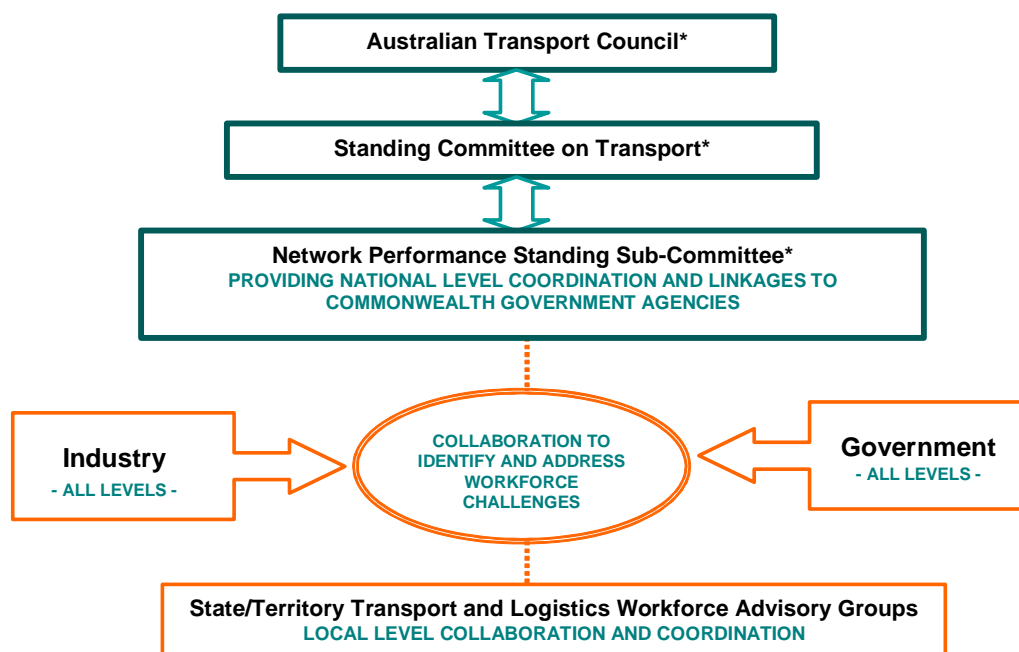 Australian Transport Council*
Standing Committee on Transport*
Network Performance Standing Sub-Committee*
PROVIDING NATIONAL LEVEL COORDINATION AND LINKAGES TO
COMMONWEALTH GOVERNMENT AGENCIES
Industry
- ALL LEVELS -
COLLABORATION TO
IDENTIFY AND ADDRESS
WORKFORCE
CHALLENGES
Government
- ALL LEVELS -
State/Territory Transport and Logistics Workforce Advisory Groups
LOCAL LEVEL COLLABORATION AND COORDINATION